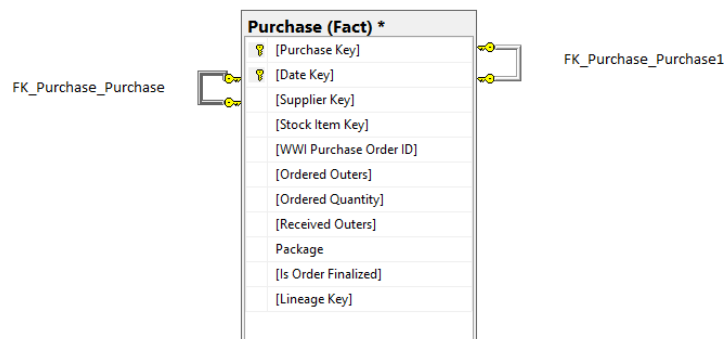 Purchase (Fact) *
[Purchase Key]
FK_Purchase_Purchase1
[Date Key]
FK_Purchase_Purchase
[Supplier Key]
[Stock Item Key]
[WWI Purchase Order ID]
[Ordered Outers]
[Ordered Quantity]
[Received Outers]
Package
[Is Order Finalized]
[Lineage Key]